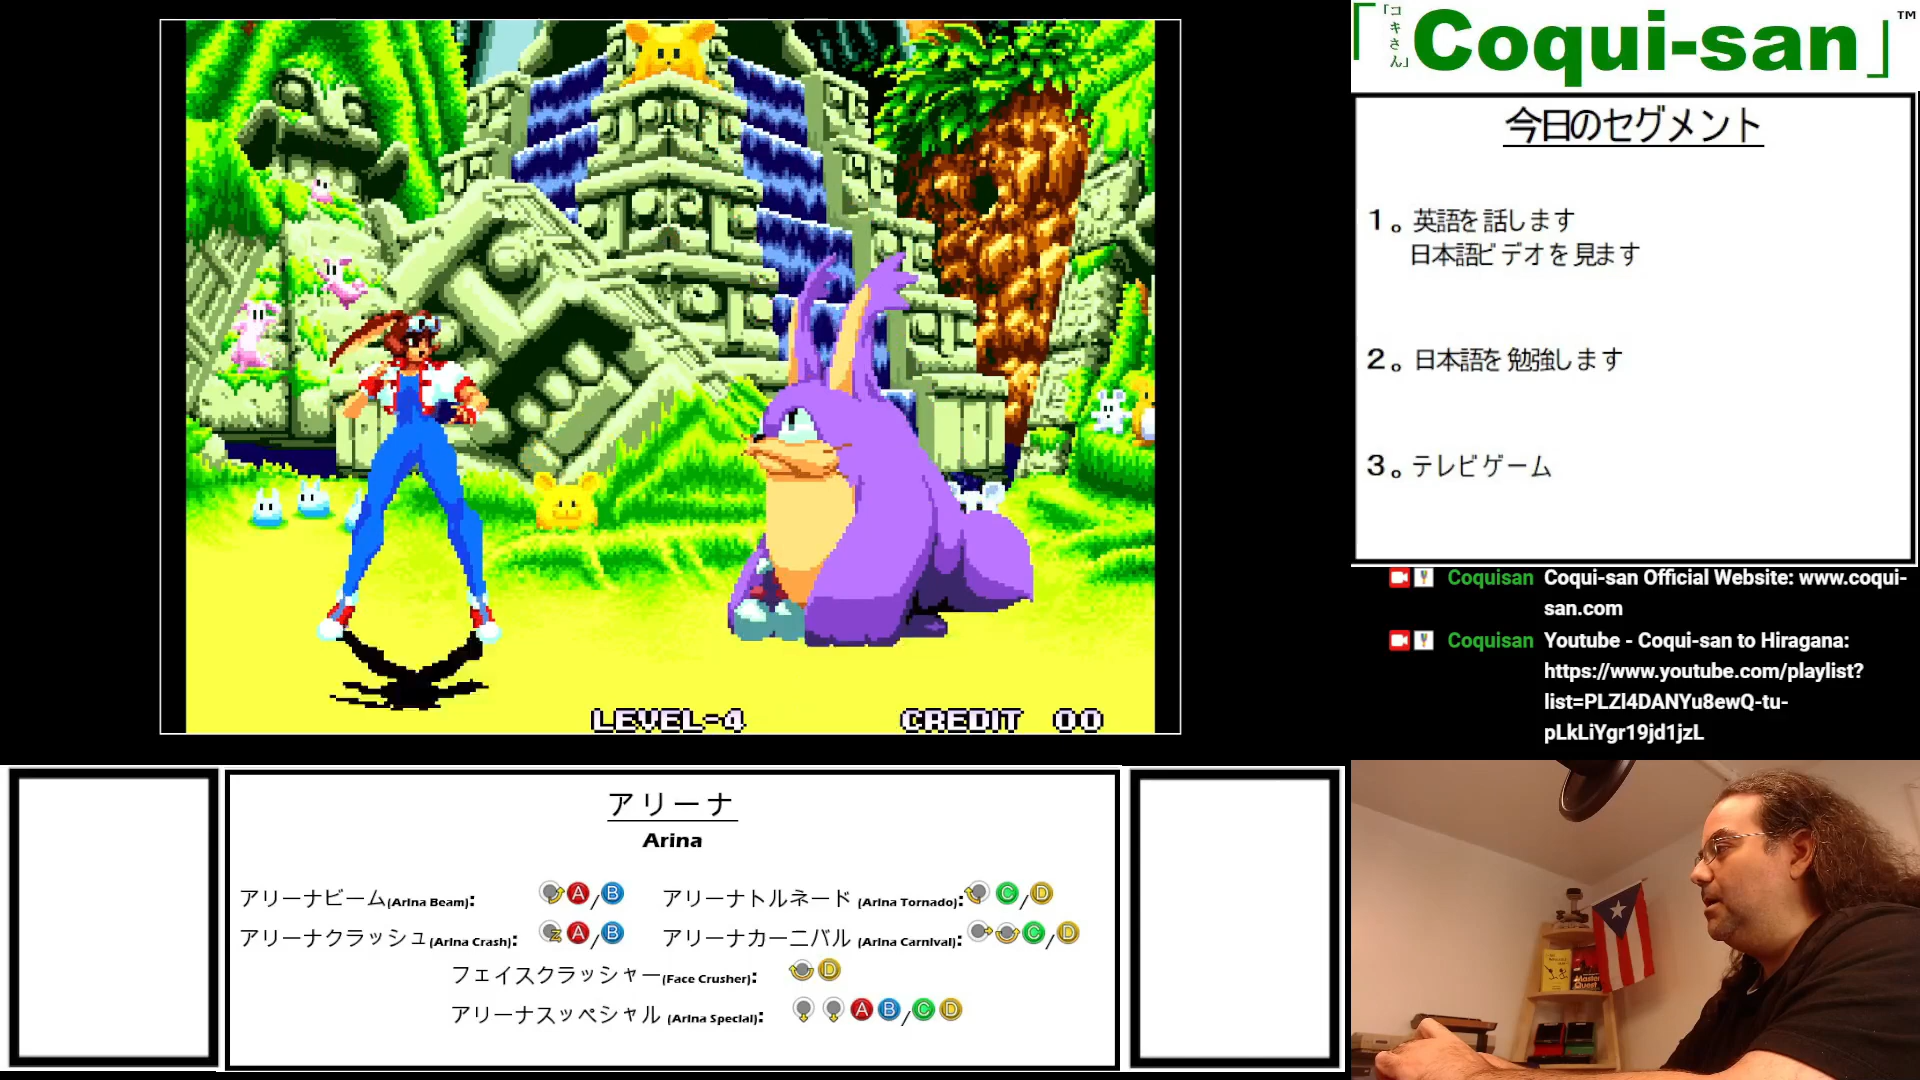 「コキさん」
「Coqui-san」™
今日のセグメント
1。英語を話します
日本語ビデオを見ます
2。日本語を勉強します
3。テレビゲーム
Coquisan Coqui-san Official Website: www.coqui-
san.com
Coquisan Youtube - Coqui-san to Hiragana:
https://www.youtube.com/playlist?
list=PLZl4DANYu8ewQ-tu-
pLkLiYgr19jd1jzL
LEVEL-4 CREDIT 00
アリーナ
Arina
アリーナビーム(Arina Beam): A/B アリーナトルネード (Arina Tornado): C/D
アリーナクラッシュ(Arina Crash): Z A/B アリーナカーニバル (Arina Carnival): C/D
フェイスクラッシャー(Face Crusher): D
アリーナスッペシャル (Arina Special): A B/C D
Master
Quest